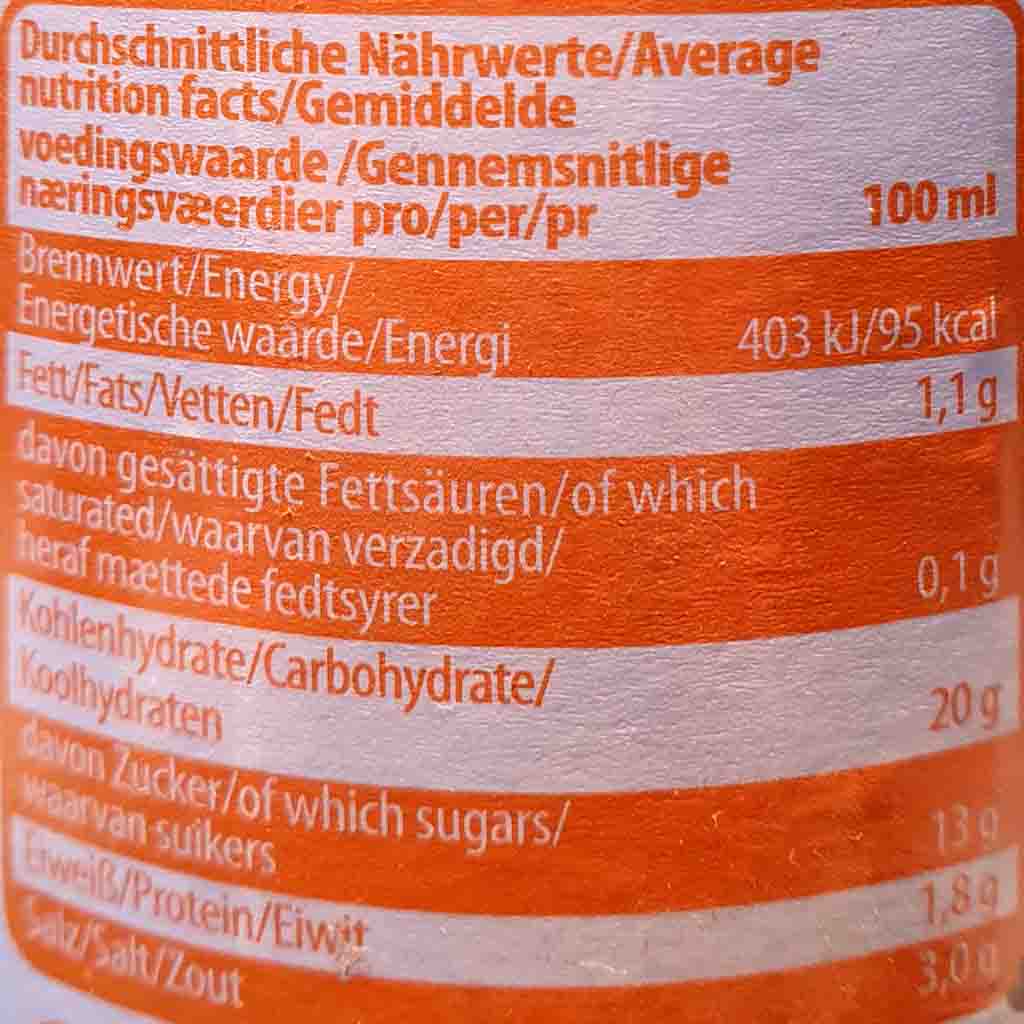 Durchschnittliche Nährwerte/Average
nutrition facts/Gemiddelde
voedingswaarde /Gennemsnitlige
næringsværdier pro/per/pr 100 ml
Brennwert/Energy/
Energetische waarde/Energi 403 kJ/95 kcal
Fett/Fats/Vetten/Fedt 1,1 g
davon gesättigte Fettsäuren/of which
saturated/waarvan verzadigd/
heraf mættede fedtsyrer 0,1 g
Kohlenhydrate/Carbohydrate/
Koolhydraten 20 g
davon Zucker/of which sugars/
waarvan suikers 13 g
Eiweiß/Protein/Eiwit 1,8 g
Salz/Salt/Zout 3,0 g